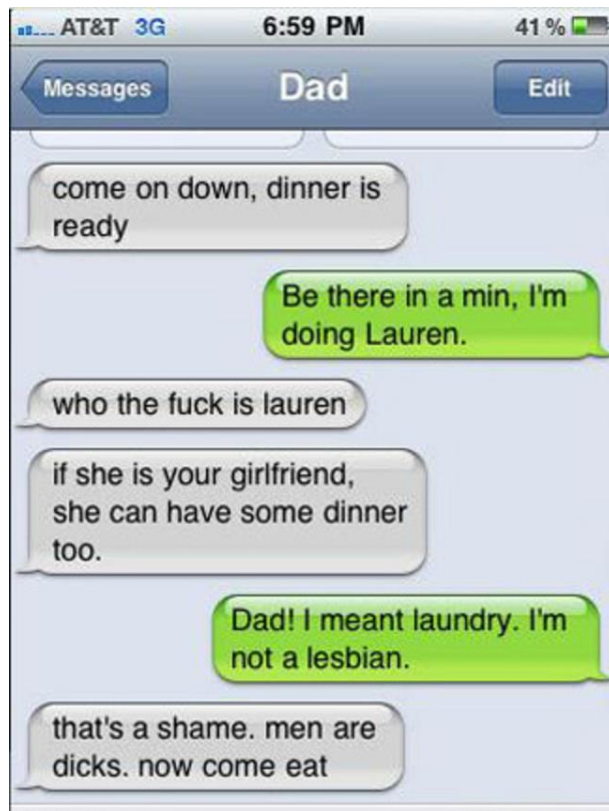 AT&T 3G 6:59 PM 41 %
Messages Dad Edit
come on down, dinner is
ready
Be there in a min, I'm
doing Lauren.
who the fuck is lauren
if she is your girlfriend,
she can have some dinner
too.
Dad! I meant laundry. I'm
not a lesbian.
that's a shame. men are
dicks. now come eat